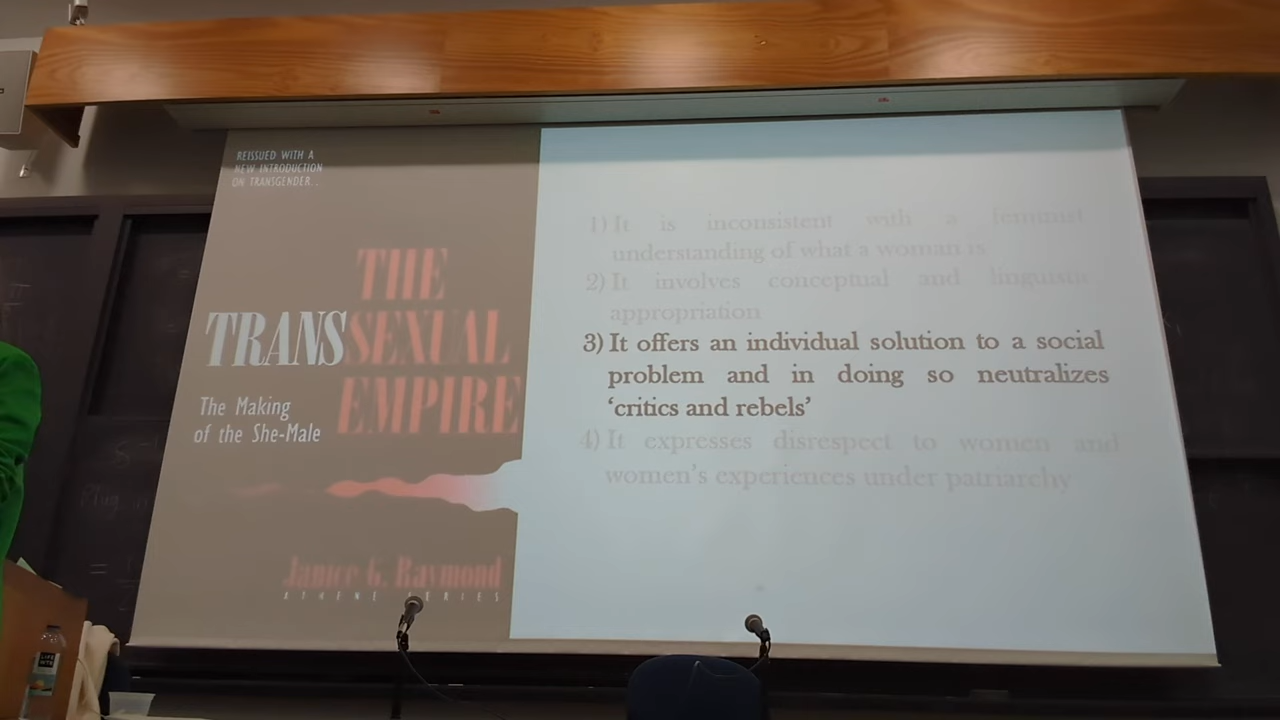 REISSUED WITH A
NEW INTRODUCTION
ON TRANSGENDER..
THE
TRANSSEXUAL
EMPIRE
The Making
of the She-Male
Janice G. Raymond
ATHENE SERIES
1) It is inconsistent with a feminist
understanding of what a woman is
2) It involves conceptual and linguistic
appropriation
3) It offers an individual solution to a social
problem and in doing so neutralizes
‘critics and rebels’
4) It expresses disrespect to women and
women’s experiences under patriarchy
LIFE
WTR